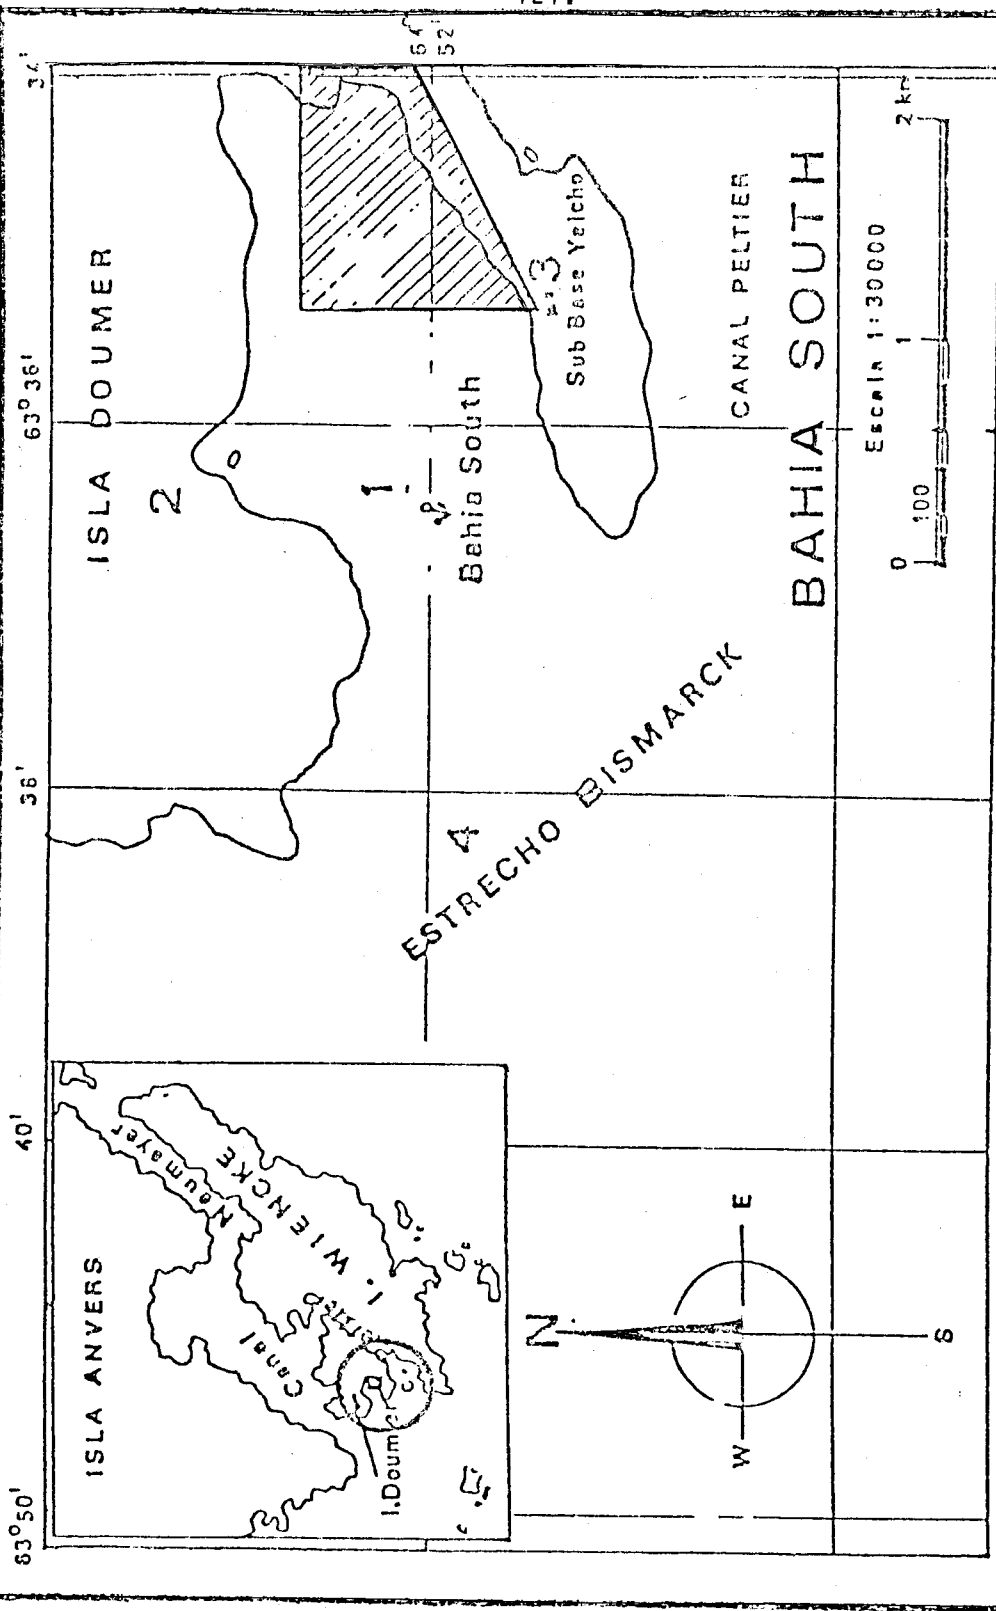 63°50'
40'
38'
63°36'
34'
64°
52'
ISLA ANVERS
Canal
Neumayer
I. WIENCKE
I.Doumer
ISLA DOUMER
2
1
Bahia South
3
Sub Base Yelcho
4
ESTRECHO BISMARCK
CANAL PELTIER
BAHIA SOUTH
Escala 1:30000
0
100
1
2 km
N
W
E
S